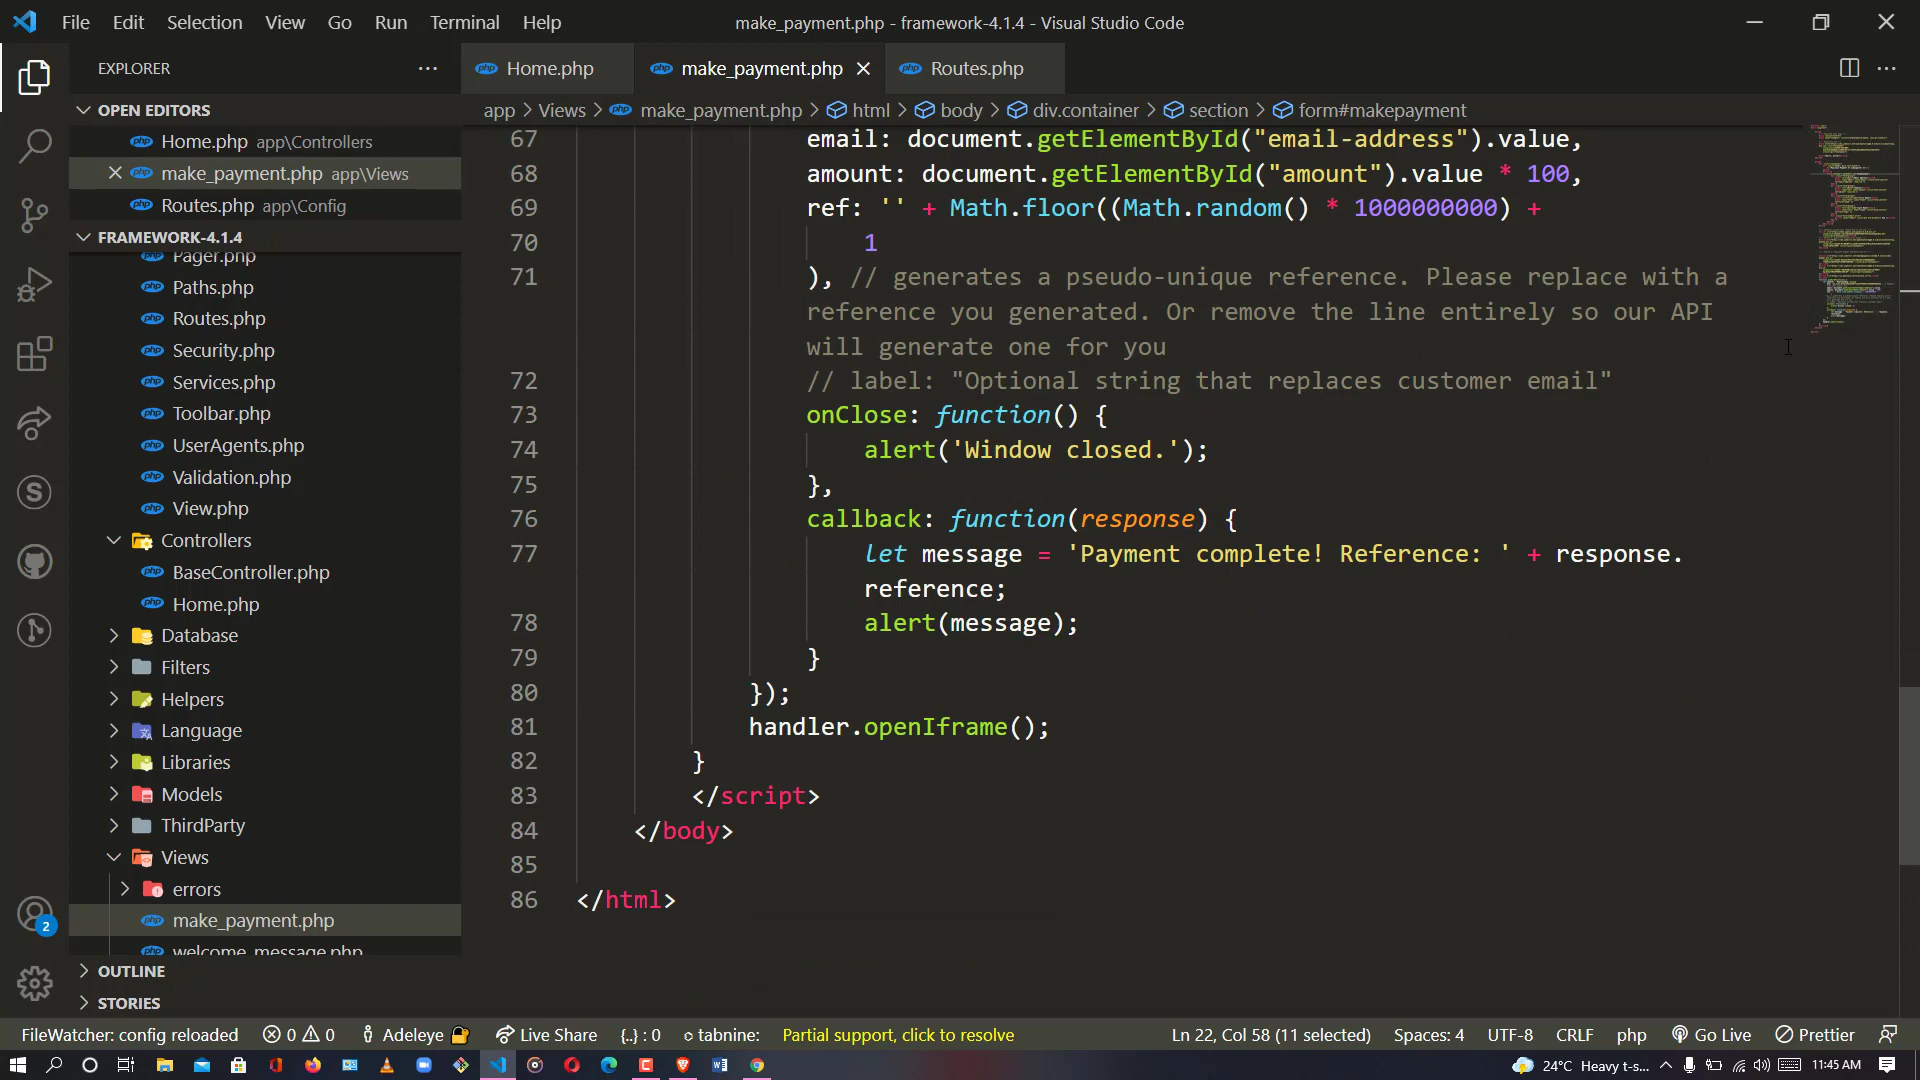 File Edit Selection View Go Run Terminal Help
make_payment.php - framework-4.1.4 - Visual Studio Code
EXPLORER
OPEN EDITORS
Home.php app\Controllers
make_payment.php app\Views
Routes.php app\Config
FRAMEWORK-4.1.4
Pager.php
Paths.php
Routes.php
Security.php
Services.php
Toolbar.php
UserAgents.php
Validation.php
View.php
Controllers
BaseController.php
Home.php
Database
Filters
Helpers
Language
Libraries
Models
ThirdParty
Views
errors
make_payment.php
welcome_message.php
OUTLINE
STORIES
2
Home.php make_payment.php Routes.php
app > Views > make_payment.php > html > body > div.container > section > form#makepayment
67 email: document.getElementById("email-address").value,
68 amount: document.getElementById("amount").value * 100,
69 ref: '' + Math.floor((Math.random() * 1000000000) +
70 1
71 ), // generates a pseudo-unique reference. Please replace with a
reference you generated. Or remove the line entirely so our API
will generate one for you
72 // label: "Optional string that replaces customer email"
73 onClose: function() {
74 alert('Window closed.');
75 },
76 callback: function(response) {
77 let message = 'Payment complete! Reference: ' + response.
reference;
78 alert(message);
79 }
80 });
81 handler.openIframe();
82 }
83 </script>
84 </body>
85
86 </html>
FileWatcher: config reloaded 0 0 Adeleye Live Share {..} : 0 tabnine: Partial support, click to resolve Ln 22, Col 58 (11 selected) Spaces: 4 UTF-8 CRLF php Go Live Prettier
24°C Heavy t-s... 11:45 AM